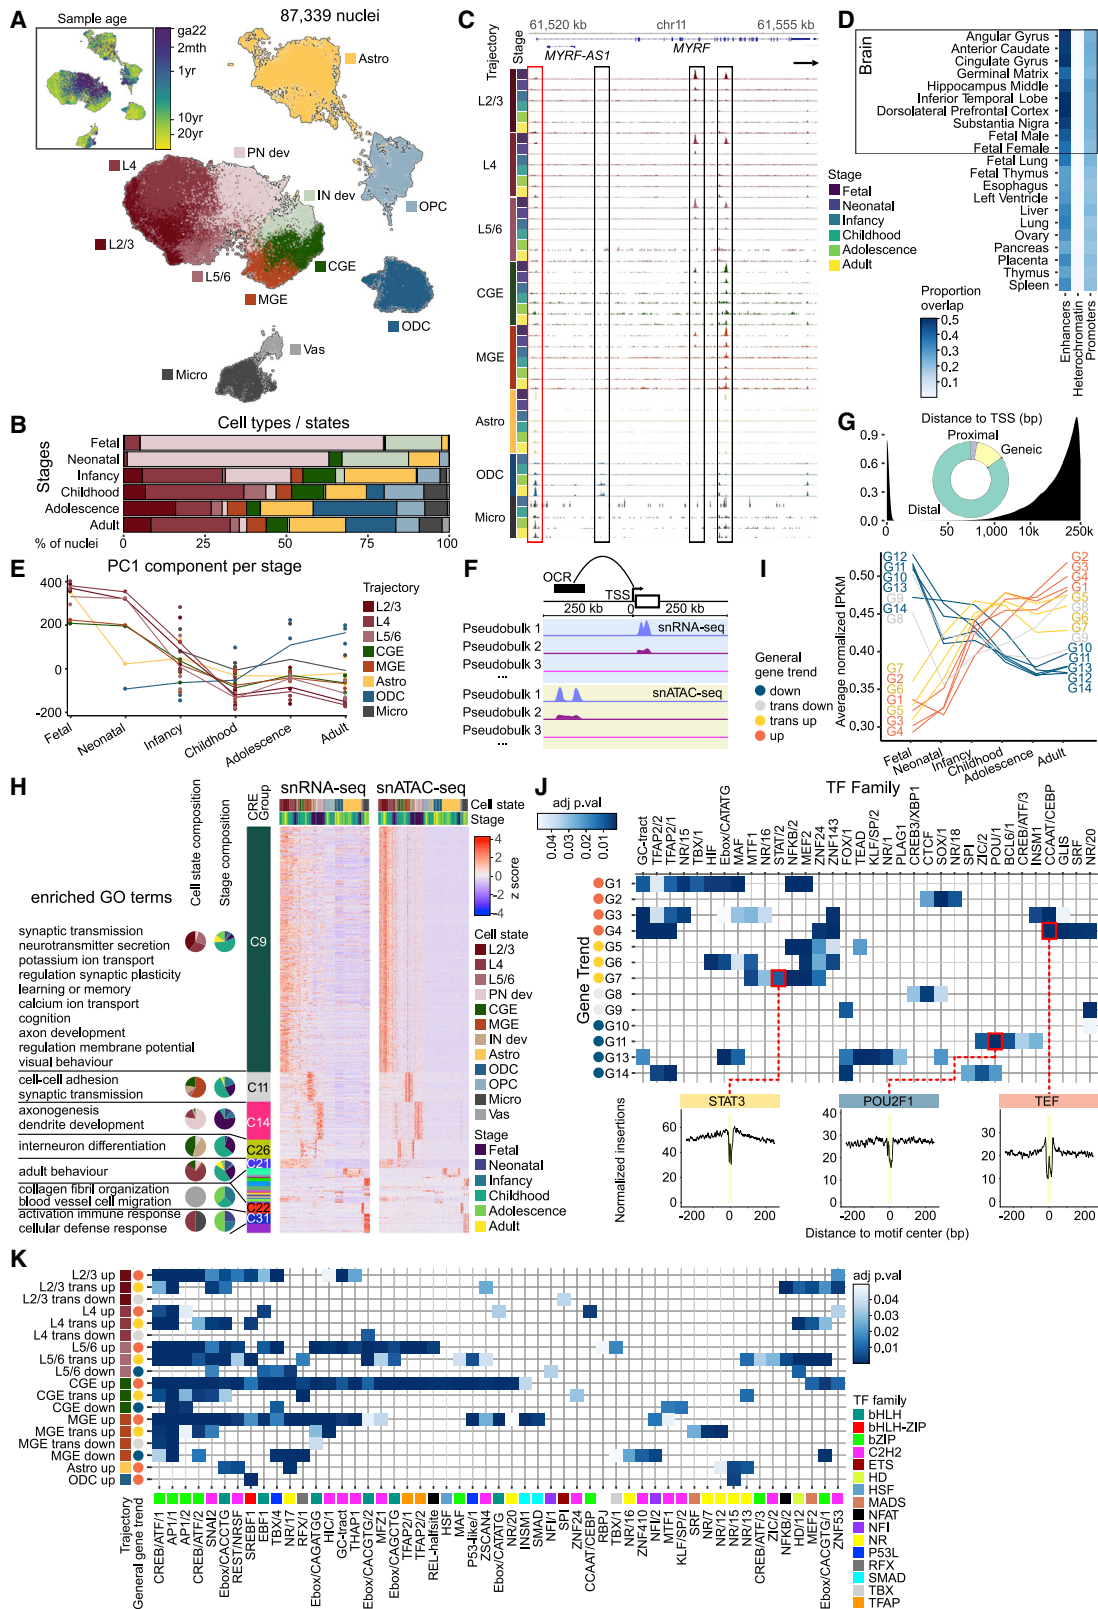 A
Sample age
ga22
2mth
1yr
10yr
20yr
87,339 nuclei
Astro
L4
PN dev
IN dev
OPC
L2/3
L5/6
CGE
MGE
ODC
Vas
Micro
B
Cell types / states
Stages
Fetal
Neonatal
Infancy
Childhood
Adolescence
Adult
% of nuclei
0
25
50
75
100
C
61,520 kb
chr11
61,555 kb
MYRF-AS1
MYRF
Trajectory
Stage
L2/3
L4
L5/6
CGE
MGE
Astro
ODC
Micro
Stage
Fetal
Neonatal
Infancy
Childhood
Adolescence
Adult
D
Brain
Angular Gyrus
Anterior Caudate
Cingulate Gyrus
Germinal Matrix
Hippocampus Middle
Inferior Temporal Lobe
Dorsolateral Prefrontal Cortex
Substantia Nigra
Fetal Male
Fetal Female
Fetal Lung
Fetal Thymus
Esophagus
Left Ventricle
Liver
Lung
Ovary
Pancreas
Placenta
Thymus
Spleen
Proportion
overlap
0.5
0.4
0.3
0.2
0.1
Enhancers
Heterochromatin
Promoters
E
PC1 component per stage
400
200
0
-200
Fetal
Neonatal
Infancy
Childhood
Adolescence
Adult
Trajectory
L2/3
L4
L5/6
CGE
MGE
Astro
ODC
Micro
F
OCR
TSS
250 kb
0
250 kb
Pseudobulk 1
Pseudobulk 2
Pseudobulk 3
...
snRNA-seq
Pseudobulk 1
Pseudobulk 2
Pseudobulk 3
...
snATAC-seq
G
Distance to TSS (bp)
Proximal
Geneic
Distal
0.9
0.6
0.3
0.0
0
50
1,000
10k
250k
I
General
gene trend
down
trans down
trans up
up
Average normalized IPKM
0.50
0.45
0.40
0.35
0.30
G12
G11
G10
G13
G9
G14
G8
G7
G2
G6
G1
G5
G3
G4
G2
G3
G4
G1
G5
G8
G6
G7
G9
G10
G11
G13
G12
G14
Fetal
Neonatal
Infancy
Childhood
Adolescence
Adult
H
enriched GO terms
Cell state composition
Stage composition
CRE
Group
snRNA-seq
snATAC-seq
Cell state
Stage
4
2
0
-2
-4
z score
synaptic transmission
neurotransmitter secretion
potassium ion transport
regulation synaptic plasticity
learning or memory
calcium ion transport
cognition
axon development
regulation membrane potential
visual behaviour
cell-cell adhesion
synaptic transmission
axonogenesis
dendrite development
interneuron differentiation
adult behaviour
collagen fibril organization
blood vessel cell migration
activation immune response
cellular defense response
C9
C11
C14
C26
C21
C22
C31
Cell state
L2/3
L4
L5/6
PN dev
CGE
MGE
IN dev
Astro
ODC
OPC
Micro
Vas
Stage
Fetal
Neonatal
Infancy
Childhood
Adolescence
Adult
J
adj p.val
0.04
0.03
0.02
0.01
TF Family
GC-tract
TFAP2/2
TFAP2/1
NR/15
TBX/1
HIF
Ebox/CATATG
MAF
MTF1
NR/16
STAT/2
NFKB/2
MEF2
ZNF24
ZNF143
FOX/1
TEAD
KLF/SP/2
NR/1
PLAG1
CREB3/XBP1
CTCF
SOX/1
NR/18
SPI
ZIC/2
POU/1
BCL6/1
CREB/ATF/3
INSM1
CCAAT/CEBP
GLIS
SRF
NR/20
Gene Trend
G1
G2
G3
G4
G5
G6
G7
G8
G9
G10
G11
G13
G14
STAT3
POU2F1
TEF
Normalized insertions
60
40
20
0
40
30
20
10
0
30
20
10
0
-200
0
200
-200
0
200
-200
0
200
Distance to motif center (bp)
K
L2/3 up
L2/3 trans up
L2/3 trans down
L4 up
L4 trans up
L4 trans down
L5/6 up
L5/6 trans up
L5/6 down
CGE up
CGE trans up
CGE down
MGE up
MGE trans up
MGE trans down
MGE down
Astro up
ODC up
Trajectory
General gene trend
CREB/ATF/1
AP1/1
AP1/2
CREB/ATF/2
SNAI2
Ebox/CACCTG
REST/NRSF
SREBF1
EBF1
TBX/4
NR/17
RFX/1
Ebox/CAGATGG
HIC/1
GC-tract
THAP1
Ebox/CACGTG/2
MFZ1
Ebox/CAGCTG
TFAP2/1
TFAP2/2
REL-halfsite
HSF
MAF
P53-like/1
ZSCAN4
Ebox/CATATG
NR/20
INSM1
SMAD
NFI/1
SPI
ZNF24
CCAAT/CEBP
RBPJ
TBX/1
NR/16
ZNF410
NFI/2
MTF1
KLF/SP/2
SRF
NR/7
NR/12
NR/15
NR/13
CREB/ATF/3
ZIC/2
NFKB/2
HD/12
MEF2
Ebox/CACGTG/1
ZNF53
adj p.val
0.04
0.03
0.02
0.01
TF family
bHLH
bHLH-ZIP
bZIP
C2H2
ETS
HD
HSF
MADS
NFAT
NFI
NR
P53L
RFX
SMAD
TBX
TFAP